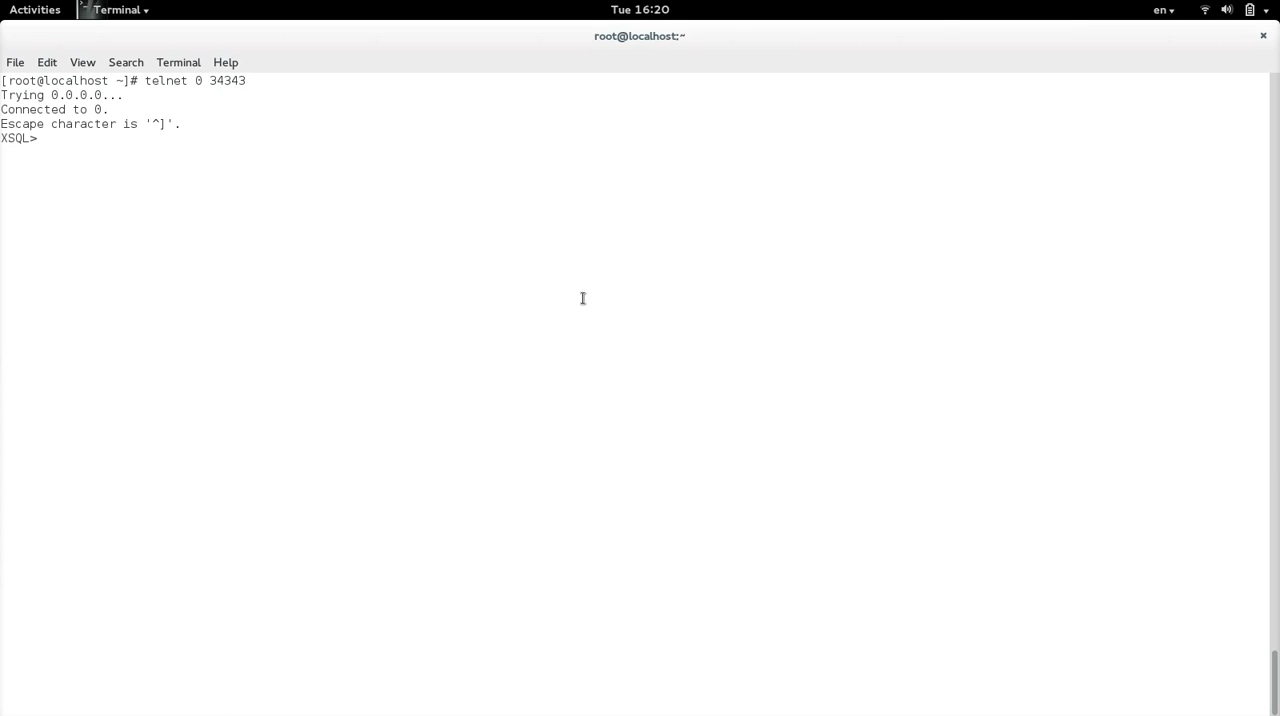 Activities Terminal Tue 16:20 en
root@localhost:~ ×
File Edit View Search Terminal Help
[root@localhost ~]# telnet 0 34343
Trying 0.0.0.0...
Connected to 0.
Escape character is '^]'.
XSQL>